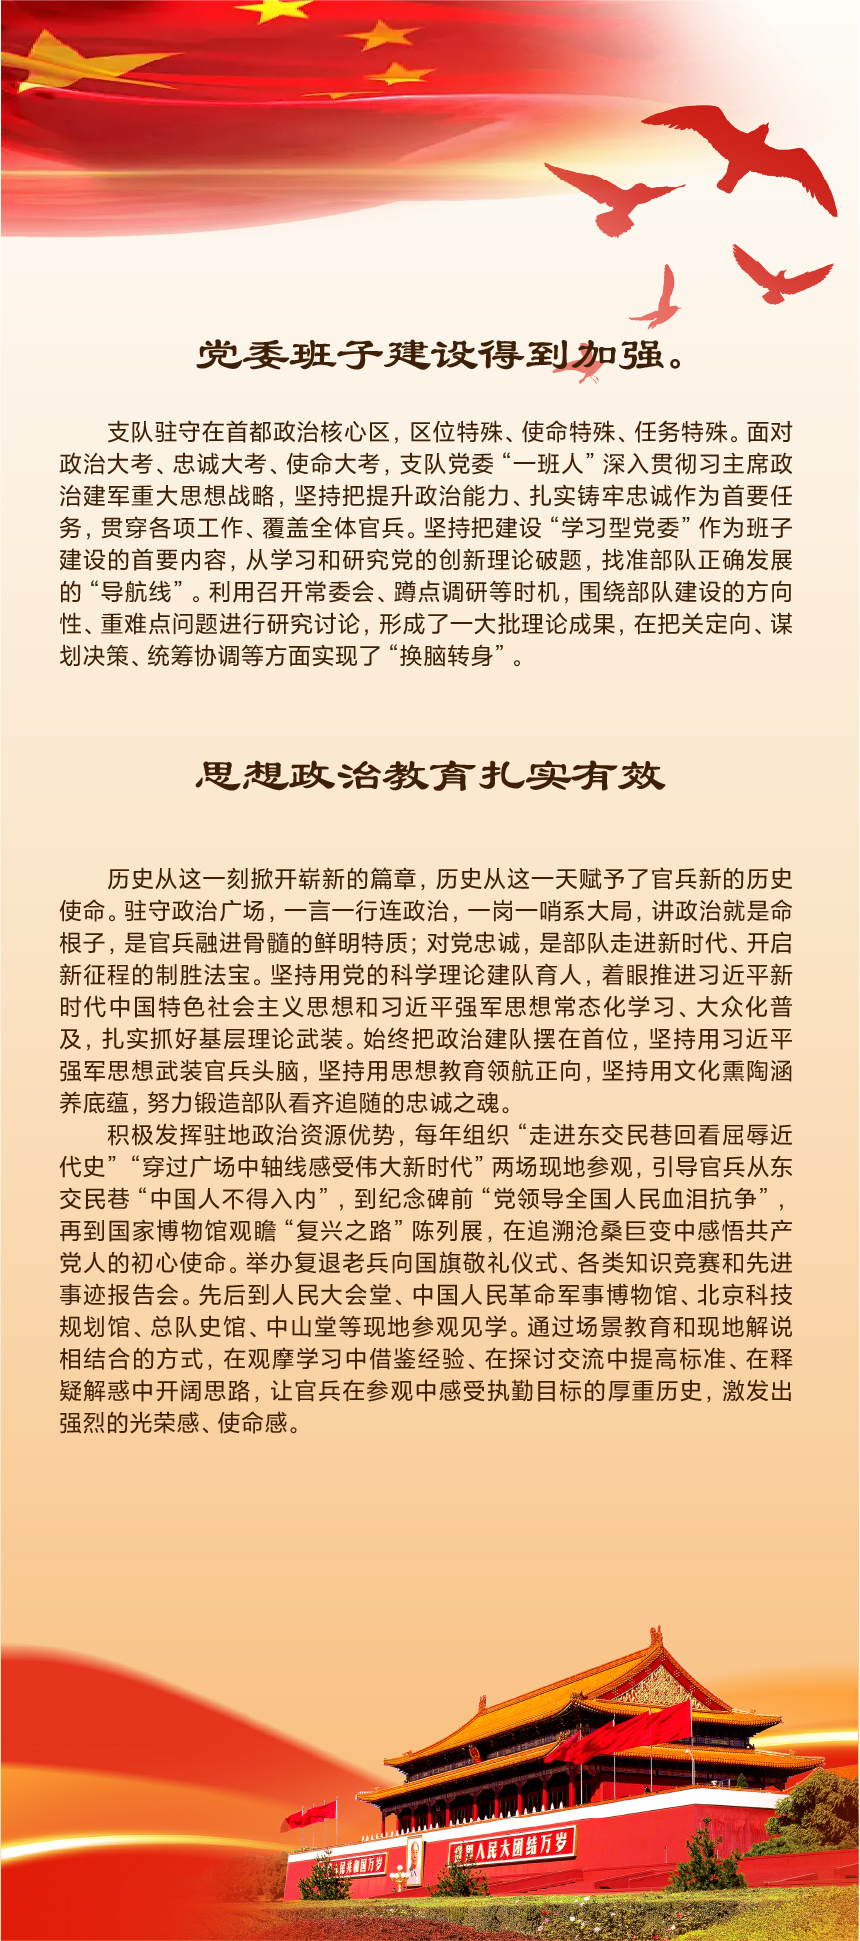 党委班子建设得到加强。
支队驻守在首都政治核心区，区位特殊、使命特殊、任务特殊。面对
政治大考、忠诚大考、使命大考，支队党委“一班人”深入贯彻习主席政
治建军重大思想战略，坚持把提升政治能力、扎实铸牢忠诚作为首要任
务，贯穿各项工作、覆盖全体官兵。坚持把建设“学习型党委”作为班子
建设的首要内容，从学习和研究党的创新理论破题，找准部队正确发展
的“导航线”。利用召开常委会、蹲点调研等时机，围绕部队建设的方向
性、重难点问题进行研究讨论，形成了一大批理论成果，在把关定向、谋
划决策、统筹协调等方面实现了“换脑转身”。
思想政治教育扎实有效
历史从这一刻掀开崭新的篇章，历史从这一天赋予了官兵新的历史
使命。驻守政治广场，一言一行连政治，一岗一哨系大局，讲政治就是命
根子，是官兵融进骨髓的鲜明特质；对党忠诚，是部队走进新时代、开启
新征程的制胜法宝。坚持用党的科学理论建队育人，着眼推进习近平新
时代中国特色社会主义思想和习近平强军思想常态化学习、大众化普
及，扎实抓好基层理论武装。始终把政治建队摆在首位，坚持用习近平
强军思想武装官兵头脑，坚持用思想教育领航正向，坚持用文化熏陶涵
养底蕴，努力锻造部队看齐追随的忠诚之魂。
积极发挥驻地政治资源优势，每年组织“走进东交民巷回看屈辱近
代史”“穿过广场中轴线感受伟大新时代”两场现地参观，引导官兵从东
交民巷“中国人不得入内”，到纪念碑前“党领导全国人民血泪抗争”，
再到国家博物馆观瞻“复兴之路”陈列展，在追溯沧桑巨变中感悟共产
党人的初心使命。举办复退老兵向国旗敬礼仪式、各类知识竞赛和先进
事迹报告会。先后到人民大会堂、中国人民革命军事博物馆、北京科技
规划馆、总队史馆、中山堂等现地参观见学。通过场景教育和现地解说
相结合的方式，在观摩学习中借鉴经验、在探讨交流中提高标准、在释
疑解惑中开阔思路，让官兵在参观中感受执勤目标的厚重历史，激发出
强烈的光荣感、使命感。
人民共和国万岁
世界人民大团结万岁